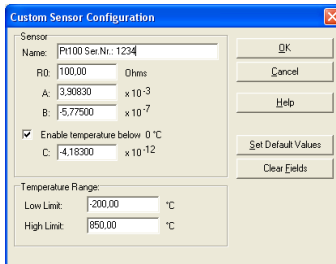 Custom Sensor Configuration
Sensor
Name: Pt100 Ser.Nr.: 1234
R0: 100,00 Ohms
A: 3,90830 x 10-3
B: -5,77500 x 10-7
Enable temperature below 0 °C
C: -4,18300 x 10-12
Temperature Range:
Low Limit: -200,00 °C
High Limit: 850,00 °C
OK
Cancel
Help
Set Default Values
Clear Fields